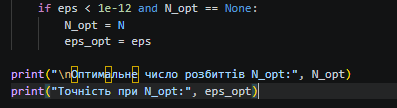 if eps < 1e-12 and N_opt == None:
N_opt = N
eps_opt = eps
print("\nОптимальне число розбиттів N_opt:", N_opt)
print("Точність при N_opt:", eps_opt)